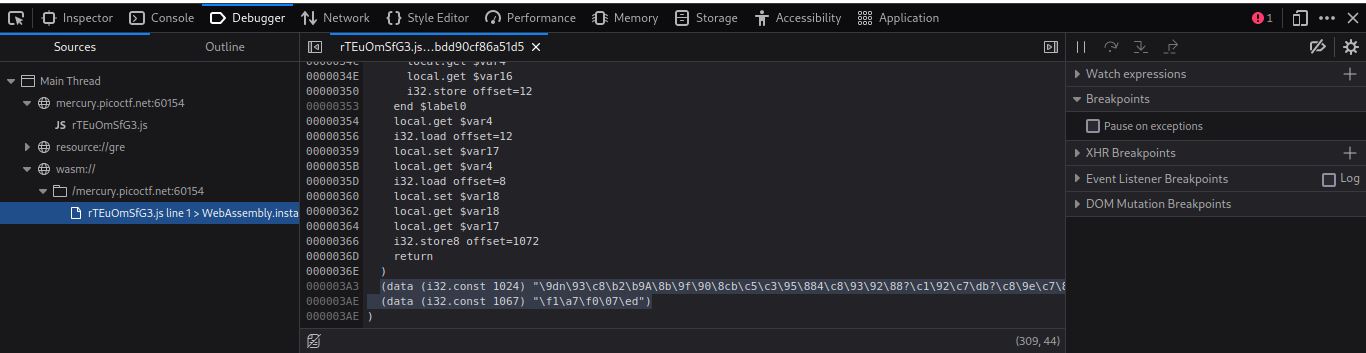 Inspector Console Debugger Network Style Editor Performance Memory Storage Accessibility Application 1
Sources Outline
rTEuOmSfG3.js...bdd90cf86a51d5
Main Thread
mercury.picoctf.net:60154
JS rTEuOmSfG3.js
resource://gre
wasm://
/mercury.picoctf.net:60154
rTEuOmSfG3.js line 1 > WebAssembly.insta
0000034E local.get $var16
00000350 i32.store offset=12
00000353 end $label0
00000354 local.get $var4
00000356 i32.load offset=12
00000359 local.set $var17
0000035B local.get $var4
0000035D i32.load offset=8
00000360 local.set $var18
00000362 local.get $var18
00000364 local.get $var17
00000366 i32.store8 offset=1072
0000036D return
0000036E )
000003A3 (data (i32.const 1024) "\9dn\93\c8\b2\b9A\8b\9f\90\8cb\c5\c3\95\884\c8\93\92\88?\c1\92\c7\db?\c8\9e\c7\8
000003AE (data (i32.const 1067) "\f1\a7\f0\07\ed")
000003AE )
(309, 44)
Watch expressions
Breakpoints
Pause on exceptions
XHR Breakpoints
Event Listener Breakpoints Log
DOM Mutation Breakpoints